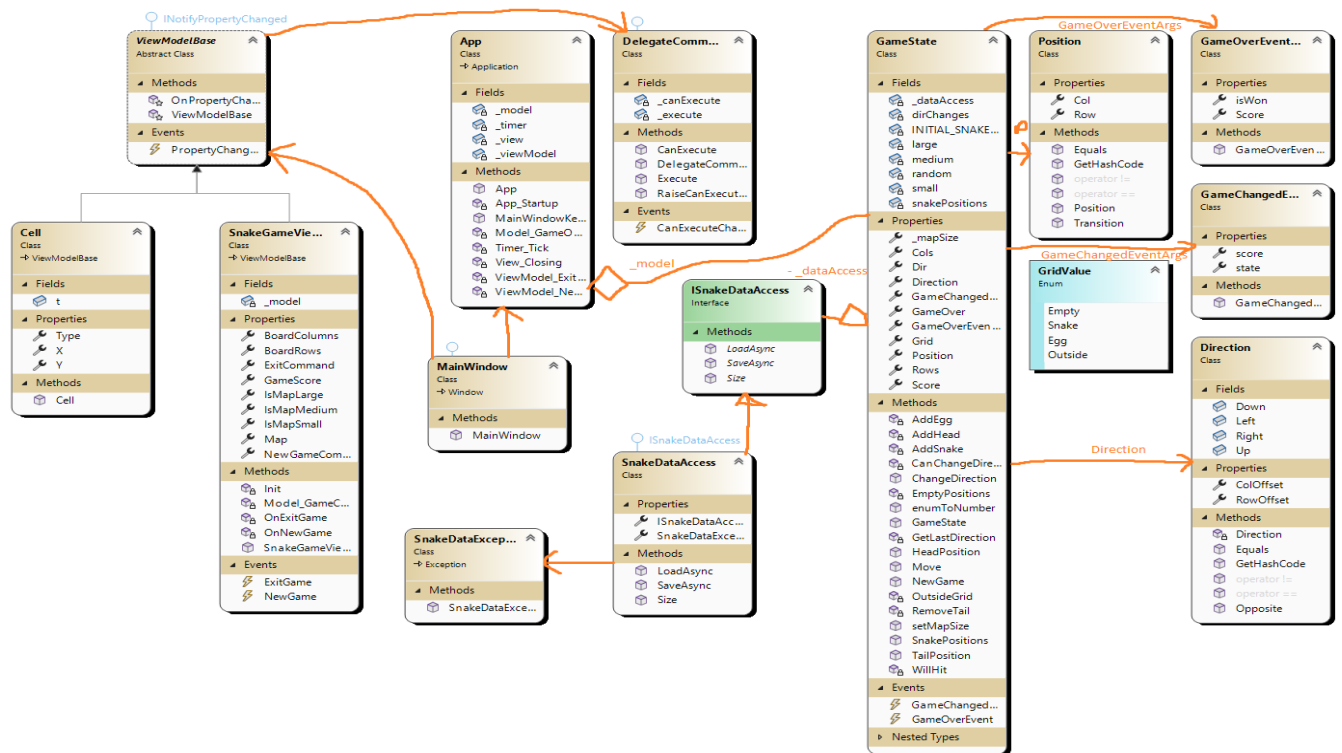 INotifyPropertyChanged
ViewModelBase
Abstract Class
Methods
OnPropertyCha...
ViewModelBase
Events
PropertyChang...
Cell
Class
ViewModelBase
Fields
t
Properties
Type
X
Y
Methods
Cell
SnakeGameVie...
Class
ViewModelBase
Fields
_model
Properties
BoardColumns
BoardRows
ExitCommand
GameScore
IsMapLarge
IsMapMedium
IsMapSmall
Map
NewGameCom...
Methods
Init
Model_GameC...
OnExitGame
OnNewGame
SnakeGameVie...
Events
ExitGame
NewGame
App
Class
Application
Fields
_model
_timer
_view
_viewModel
Methods
App
App_Startup
MainWindowKe...
Model_GameO...
Timer_Tick
View_Closing
ViewModel_Exit...
ViewModel_Ne...
MainWindow
Class
Window
Methods
MainWindow
SnakeDataExcep...
Class
Exception
Methods
SnakeDataExce...
DelegateComm...
Class
Fields
_canExecute
_execute
Methods
CanExecute
DelegateComm...
Execute
RaiseCanExecut...
Events
CanExecuteCha...
_model
- _dataAccess
ISnakeDataAccess
Interface
Methods
LoadAsync
SaveAsync
Size
ISnakeDataAccess
SnakeDataAccess
Class
Properties
ISnakeDataAcc...
SnakeDataExce...
Methods
LoadAsync
SaveAsync
Size
GameState
Class
Fields
_dataAccess
dirChanges
INITIAL_SNAKE...
large
medium
random
small
snakePositions
Properties
_mapSize
Cols
Dir
Direction
GameChanged...
GameOver
GameOverEven...
Grid
Position
Rows
Score
Methods
AddEgg
AddHead
AddSnake
CanChangeDire...
ChangeDirection
EmptyPositions
enumToNumber
GameState
GetLastDirection
HeadPosition
Move
NewGame
OutsideGrid
RemoveTail
setMapSize
SnakePositions
TailPosition
WillHit
Events
GameChanged...
GameOverEvent
Nested Types
GameOverEventArgs
Position
Class
Properties
Col
Row
Methods
Equals
GetHashCode
operator !=
operator ==
Position
Transition
GameChangedEventArgs
GridValue
Enum
Empty
Snake
Egg
Outside
Direction
GameOverEvent...
Class
Properties
isWon
Score
Methods
GameOverEven...
GameChangedE...
Class
Properties
score
state
Methods
GameChanged...
Direction
Class
Fields
Down
Left
Right
Up
Properties
ColOffset
RowOffset
Methods
Direction
Equals
GetHashCode
operator !=
operator ==
Opposite